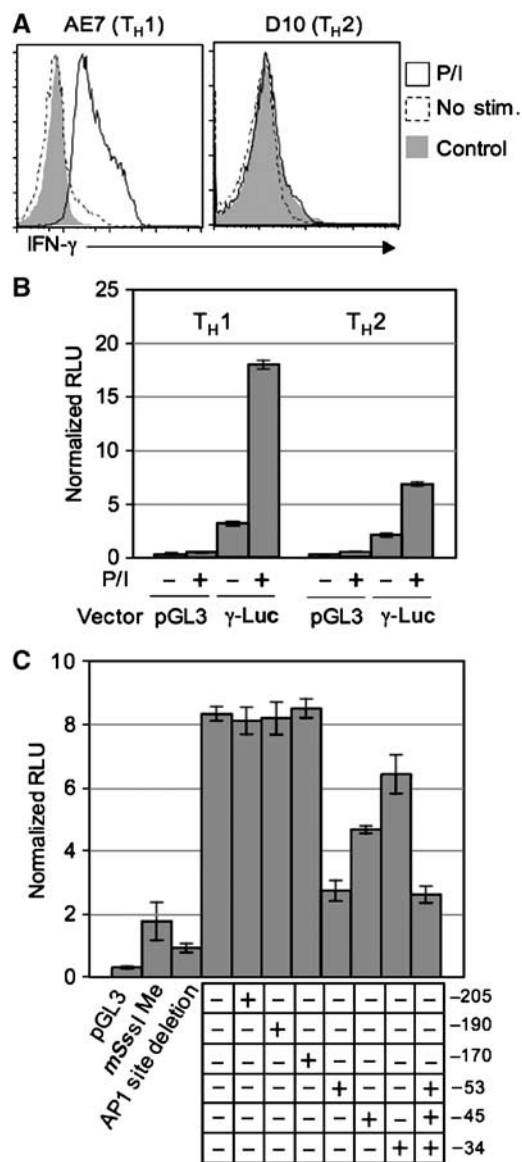 A
AE7 (TH1)
D10 (TH2)
P/I
No stim.
Control
IFN-γ
B
25
20
15
10
5
0
Normalized RLU
TH1
TH2
P/I − + − + − + − +
Vector pGL3 γ-Luc pGL3 γ-Luc
C
10
8
6
4
2
0
Normalized RLU
pGL3
mSssI Me
AP1 site deletion
− + − − − − − − −205
− − + − − − − − −190
− − − + − − − − −170
− − − − + − − + −53
− − − − − + − + −45
− − − − − − + + −34